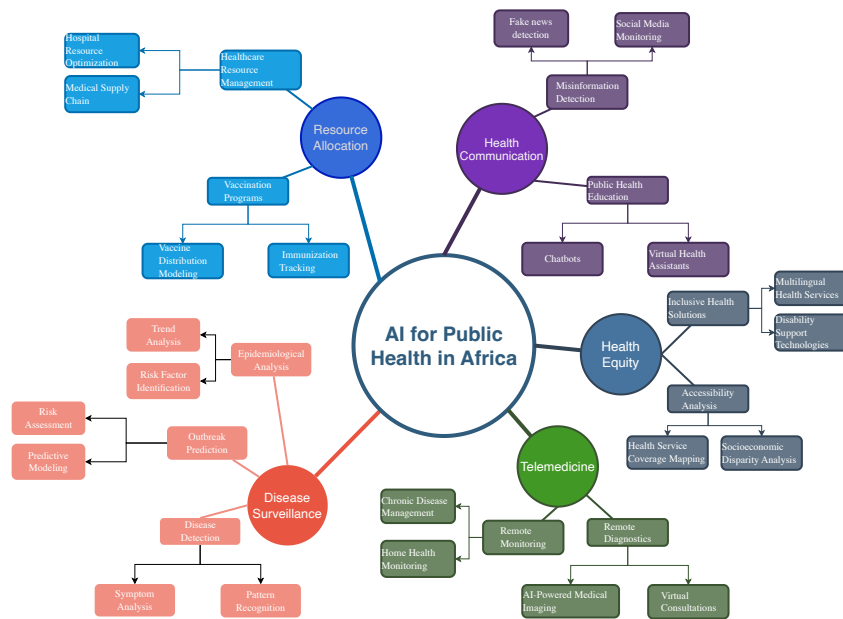 Fake news
detection
Social Media
Monitoring
Hospital
Resource
Optimization
Healthcare
Resource
Management
Medical Supply
Chain
Misinformation
Detection
Resource
Allocation
Health
Communication
Vaccination
Programs
Public Health
Education
Vaccine
Distribution
Modeling
Immunization
Tracking
Chatbots
Virtual Health
Assistants
AI for Public
Health in Africa
Inclusive Health
Solutions
Multilingual
Health Services
Disability
Support
Technologies
Health
Equity
Accessibility
Analysis
Health Service
Coverage Mapping
Socioeconomic
Disparity Analysis
Trend
Analysis
Epidemiological
Analysis
Risk Factor
Identification
Risk
Assessment
Outbreak
Prediction
Predictive
Modeling
Disease
Surveillance
Disease
Detection
Symptom
Analysis
Pattern
Recognition
Telemedicine
Chronic Disease
Management
Remote
Monitoring
Home Health
Monitoring
Remote
Diagnostics
AI-Powered Medical
Imaging
Virtual
Consultations